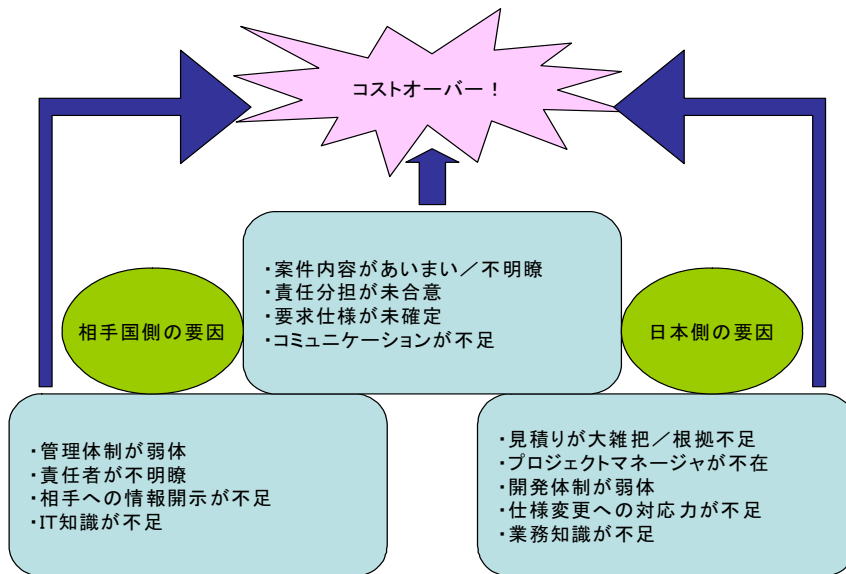 コストオーバー！
・案件内容があいまい／不明瞭
・責任分担が未合意
・要求仕様が未確定
・コミュニケーションが不足
相手国側の要因
日本側の要因
・管理体制が弱体
・責任者が不明瞭
・相手への情報開示が不足
・IT知識が不足
・見積りが大雑把／根拠不足
・プロジェクトマネージャが不在
・開発体制が弱体
・仕様変更への対応力が不足
・業務知識が不足